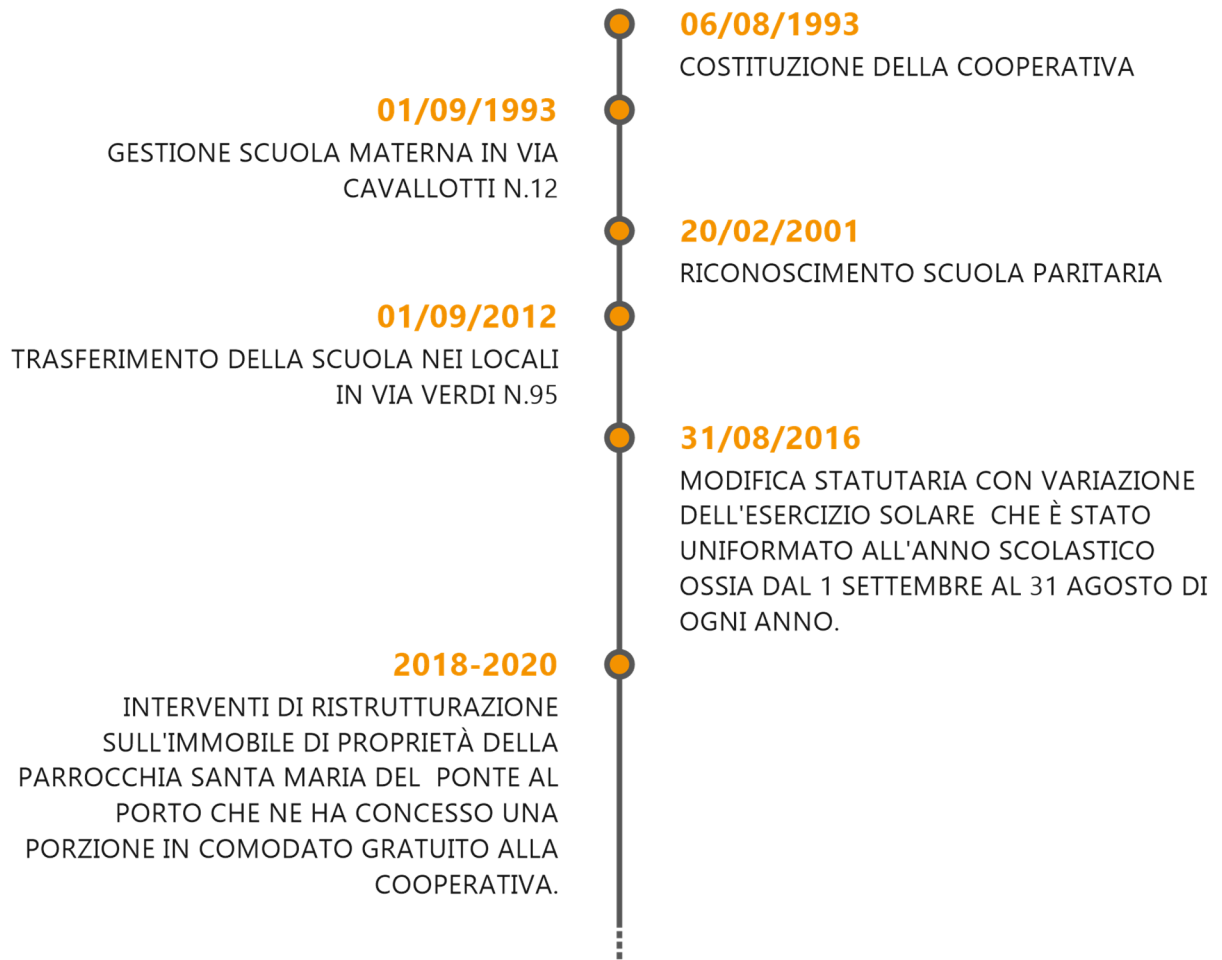 06/08/1993
COSTITUZIONE DELLA COOPERATIVA
01/09/1993
GESTIONE SCUOLA MATERNA IN VIA
CAVALLOTTI N.12
20/02/2001
RICONOSCIMENTO SCUOLA PARITARIA
01/09/2012
TRASFERIMENTO DELLA SCUOLA NEI LOCALI
IN VIA VERDI N.95
31/08/2016
MODIFICA STATUTARIA CON VARIAZIONE
DELL'ESERCIZIO SOLARE  CHE È STATO
UNIFORMATO ALL'ANNO SCOLASTICO
OSSIA DAL 1 SETTEMBRE AL 31 AGOSTO DI
OGNI ANNO.
2018-2020
INTERVENTI DI RISTRUTTURAZIONE
SULL'IMMOBILE DI PROPRIETÀ DELLA
PARROCCHIA SANTA MARIA DEL  PONTE AL
PORTO CHE NE HA CONCESSO UNA
PORZIONE IN COMODATO GRATUITO ALLA
COOPERATIVA.